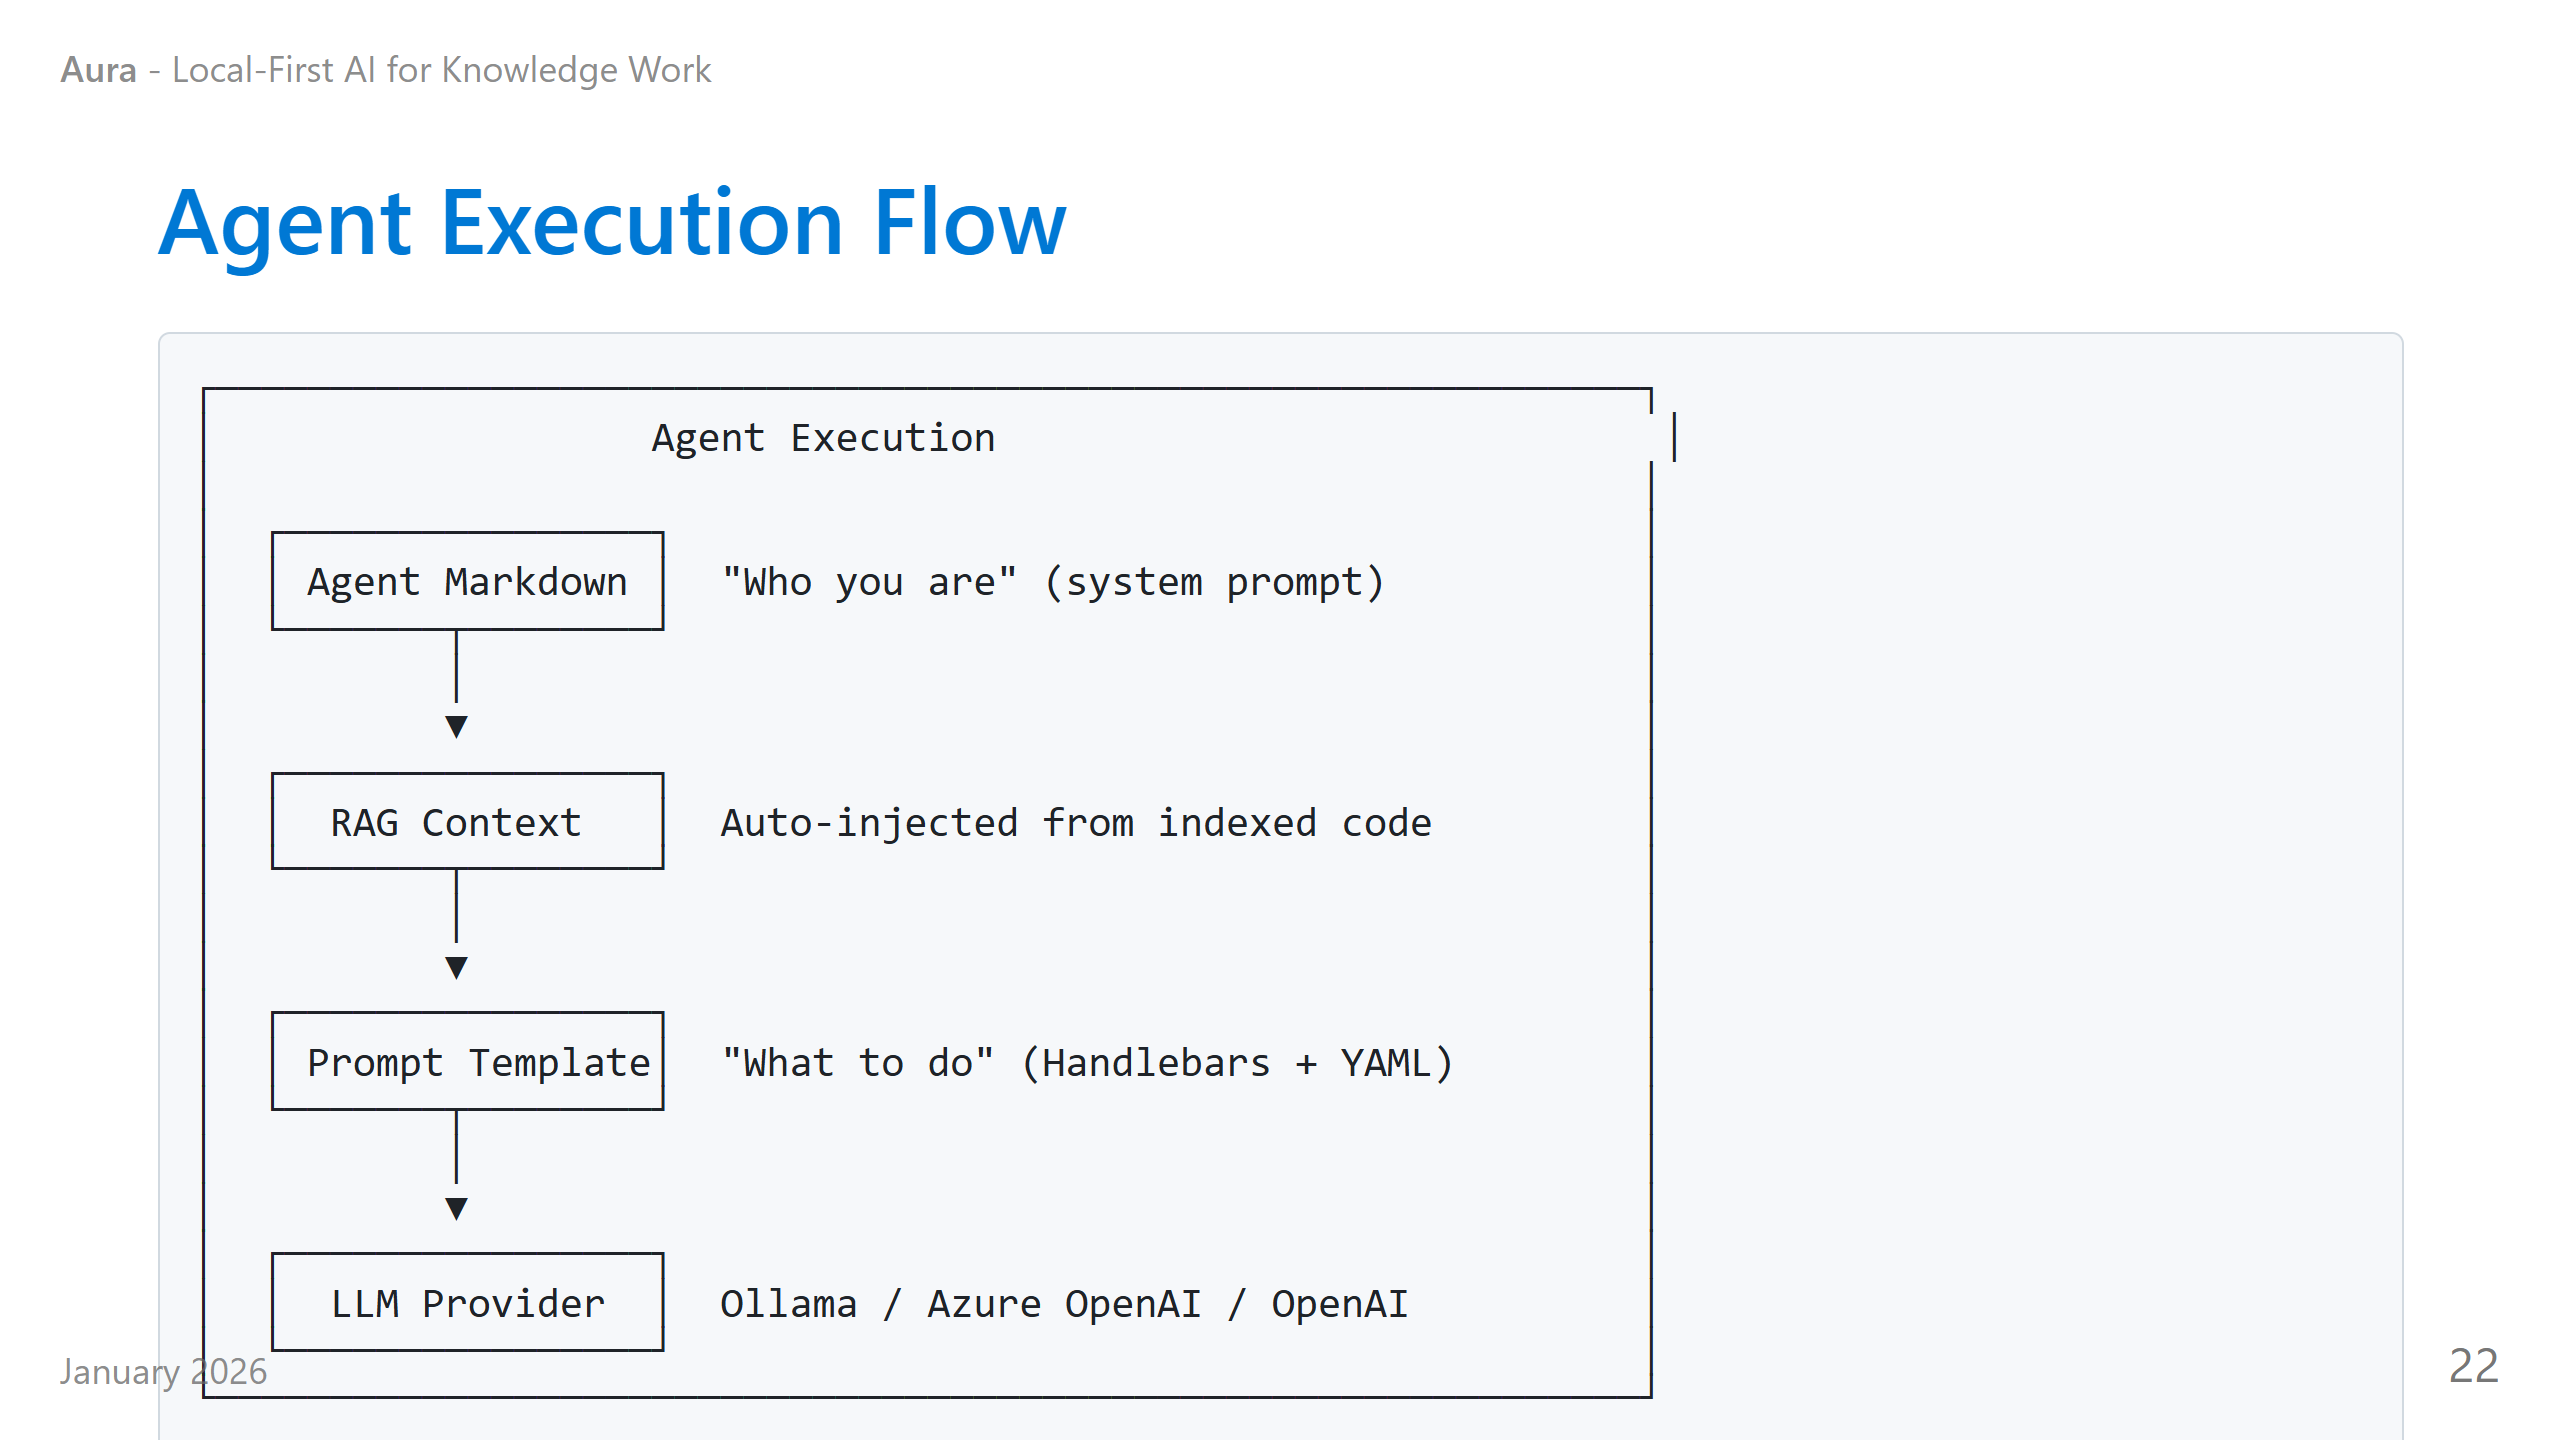 Aura - Local-First AI for Knowledge Work
Agent Execution Flow
Agent Execution
Agent Markdown "Who you are" (system prompt)
RAG Context Auto-injected from indexed code
Prompt Template "What to do" (Handlebars + YAML)
LLM Provider Ollama / Azure OpenAI / OpenAI
January 2026
22